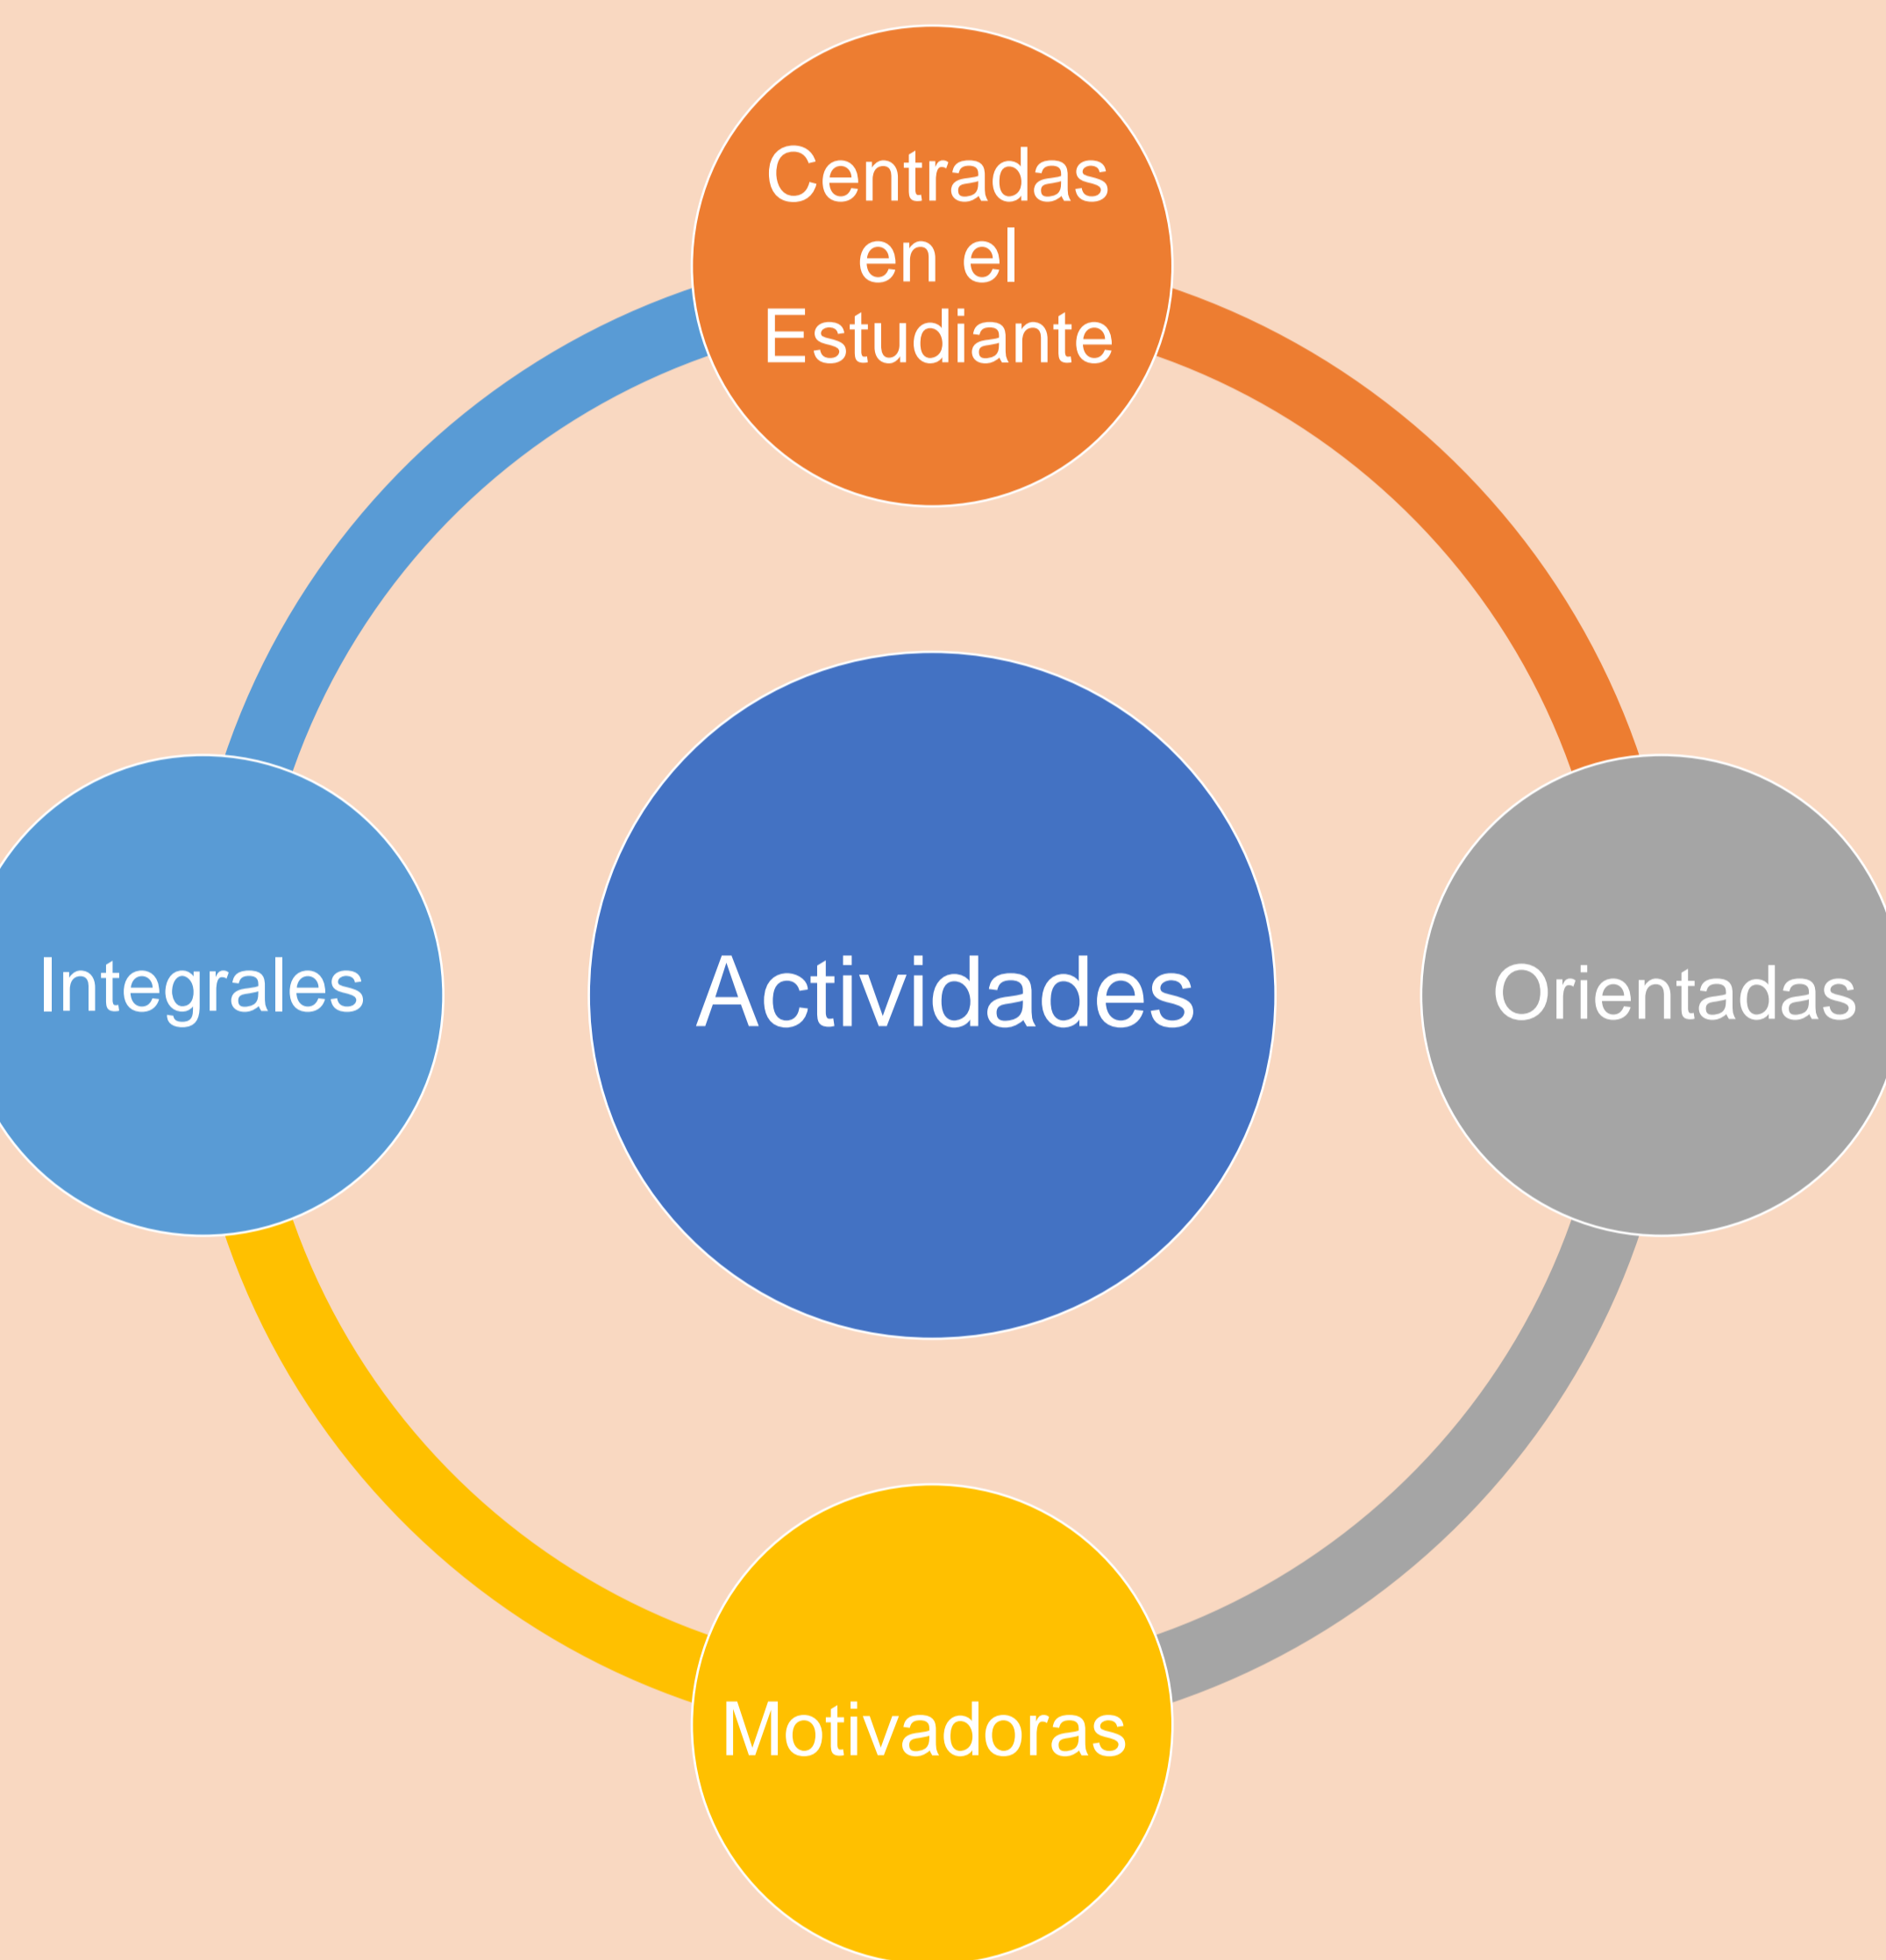 Centradas
en el
Estudiante
Integrales
Actividades
Orientadas
Motivadoras